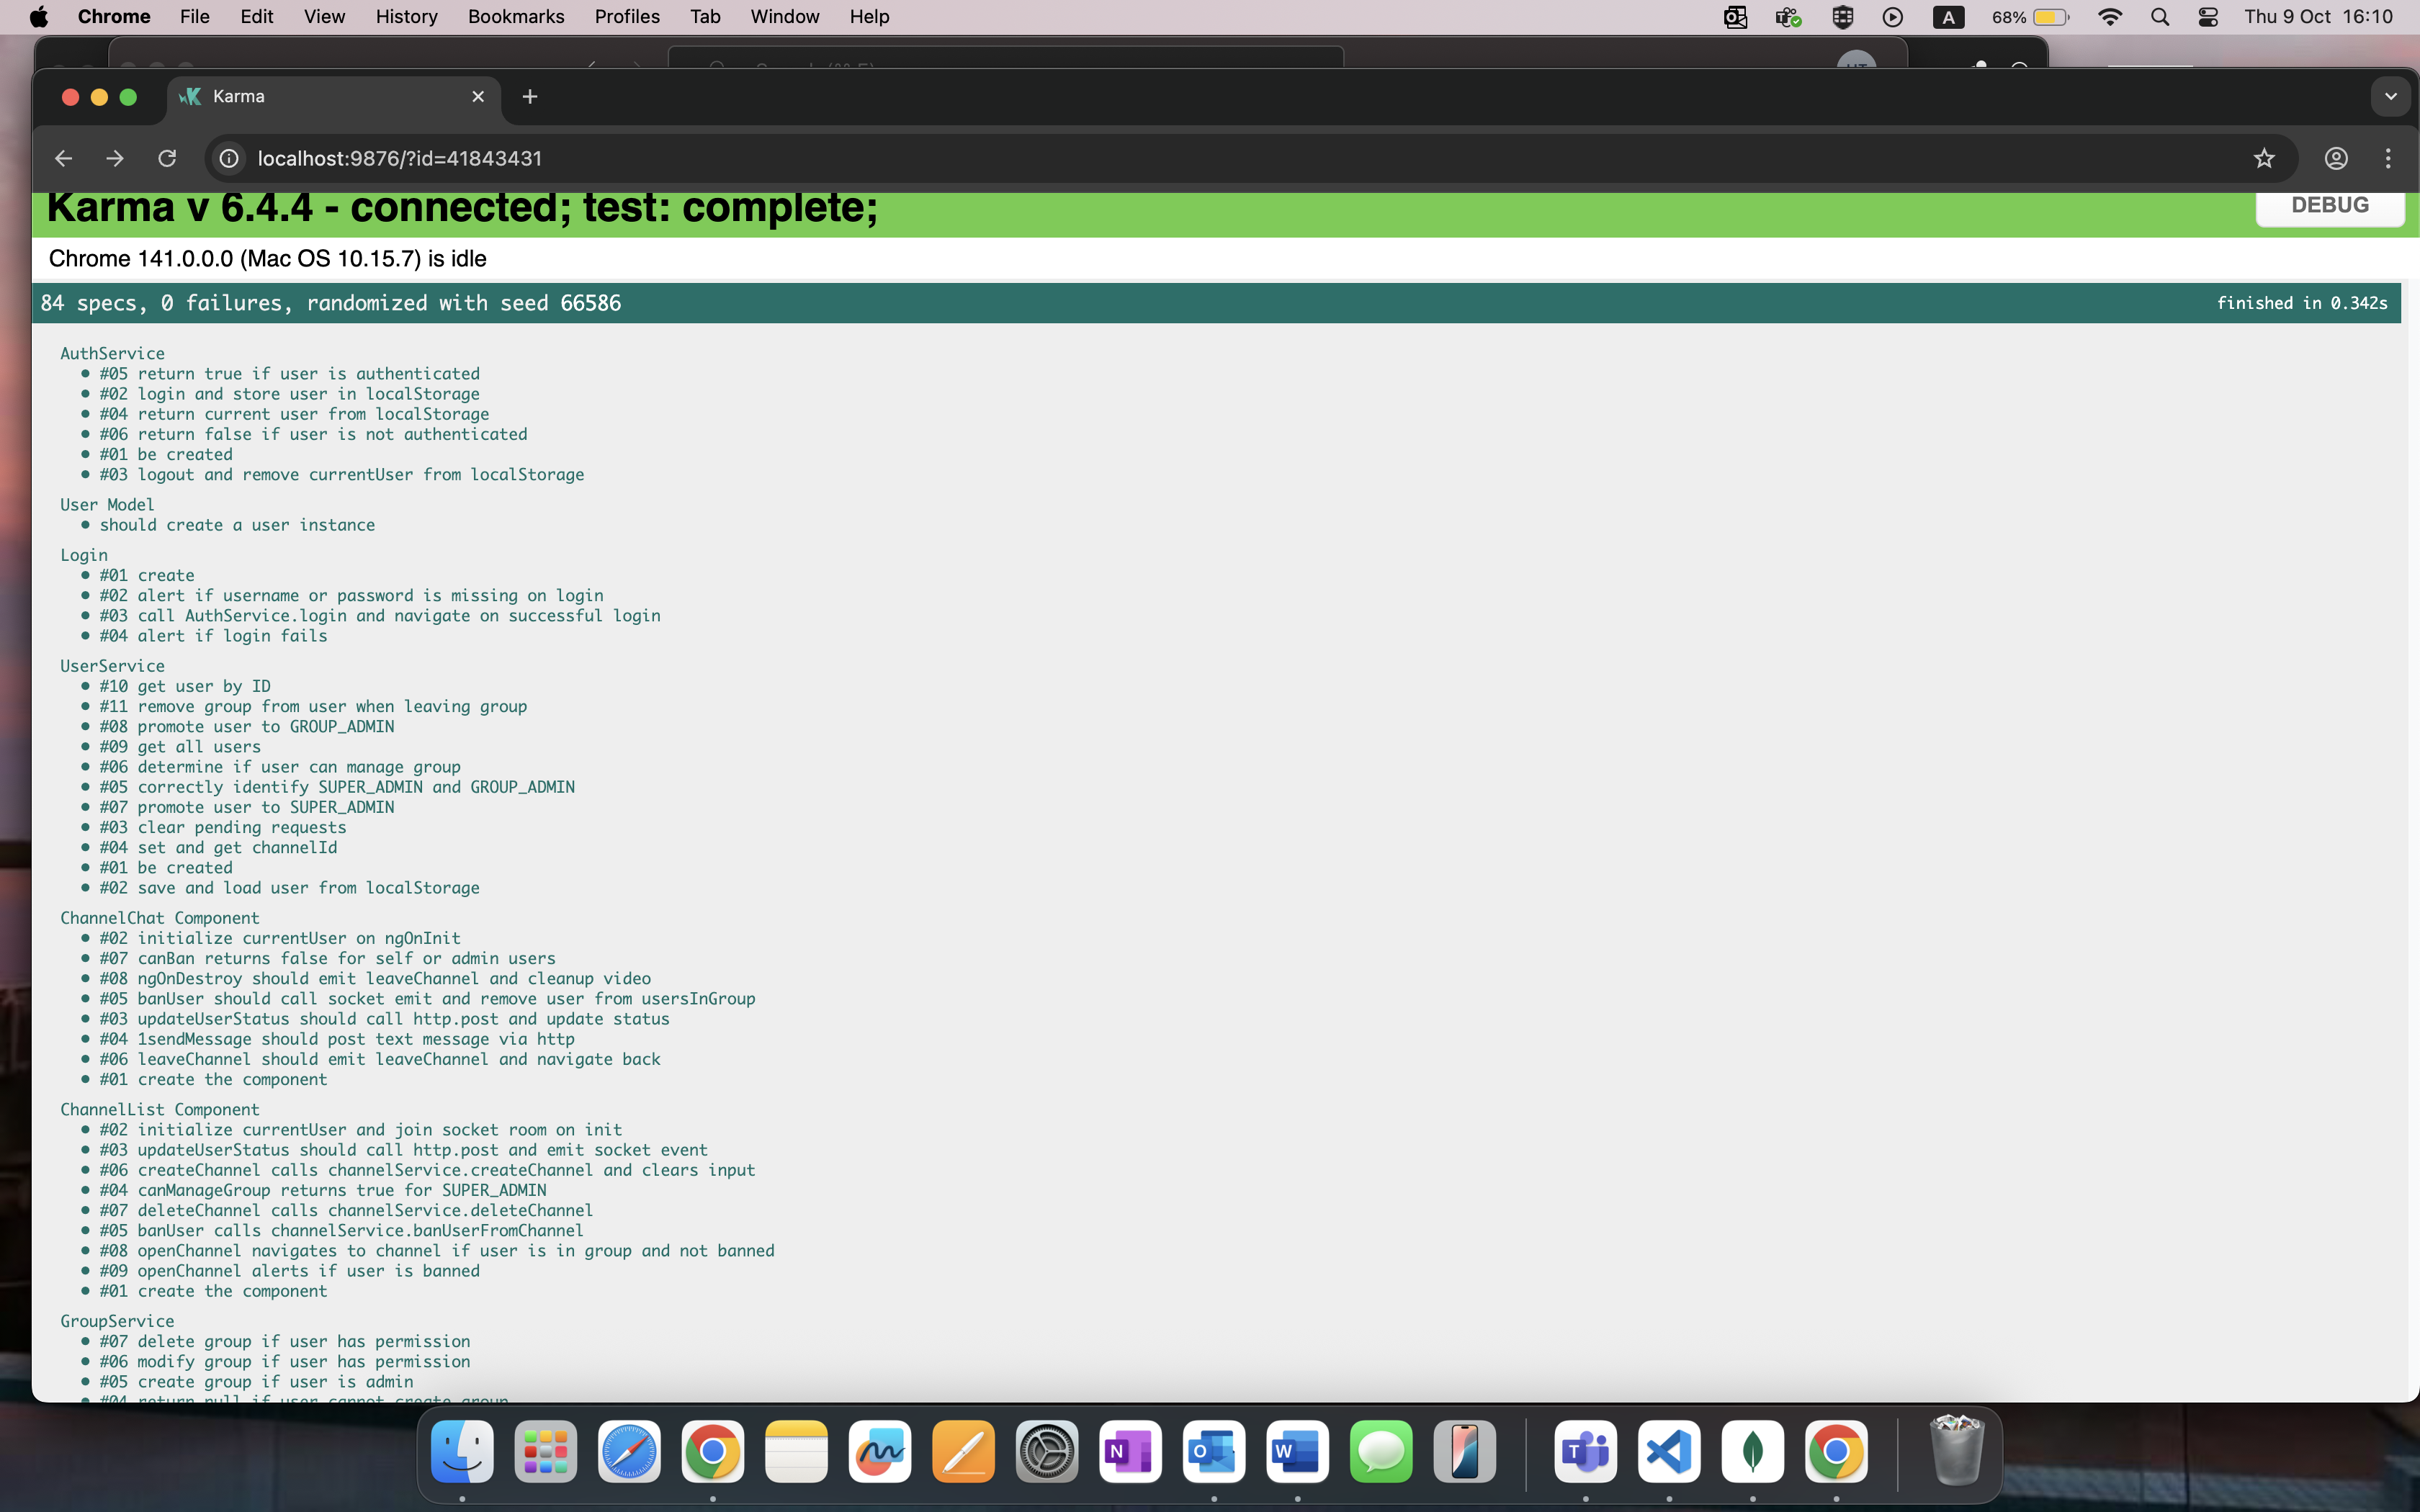 Chrome File Edit View History Bookmarks Profiles Tab Window Help A 68% Thu 9 Oct 16:10
Karma
localhost:9876/?id=41843431
Karma v 6.4.4 - connected; test: complete;
DEBUG
Chrome 141.0.0.0 (Mac OS 10.15.7) is idle
84 specs, 0 failures, randomized with seed 66586
finished in 0.342s
AuthService
• #05 return true if user is authenticated
• #02 login and store user in localStorage
• #04 return current user from localStorage
• #06 return false if user is not authenticated
• #01 be created
• #03 logout and remove currentUser from localStorage
User Model
• should create a user instance
Login
• #01 create
• #02 alert if username or password is missing on login
• #03 call AuthService.login and navigate on successful login
• #04 alert if login fails
UserService
• #10 get user by ID
• #11 remove group from user when leaving group
• #08 promote user to GROUP_ADMIN
• #09 get all users
• #06 determine if user can manage group
• #05 correctly identify SUPER_ADMIN and GROUP_ADMIN
• #07 promote user to SUPER_ADMIN
• #03 clear pending requests
• #04 set and get channelId
• #01 be created
• #02 save and load user from localStorage
ChannelChat Component
• #02 initialize currentUser on ngOnInit
• #07 canBan returns false for self or admin users
• #08 ngOnDestroy should emit leaveChannel and cleanup video
• #05 banUser should call socket emit and remove user from usersInGroup
• #03 updateUserStatus should call http.post and update status
• #04 1sendMessage should post text message via http
• #06 leaveChannel should emit leaveChannel and navigate back
• #01 create the component
ChannelList Component
• #02 initialize currentUser and join socket room on init
• #03 updateUserStatus should call http.post and emit socket event
• #06 createChannel calls channelService.createChannel and clears input
• #04 canManageGroup returns true for SUPER_ADMIN
• #07 deleteChannel calls channelService.deleteChannel
• #05 banUser calls channelService.banUserFromChannel
• #08 openChannel navigates to channel if user is in group and not banned
• #09 openChannel alerts if user is banned
• #01 create the component
GroupService
• #07 delete group if user has permission
• #06 modify group if user has permission
• #05 create group if user is admin
• #04 return null if user cannot create group
N O W T